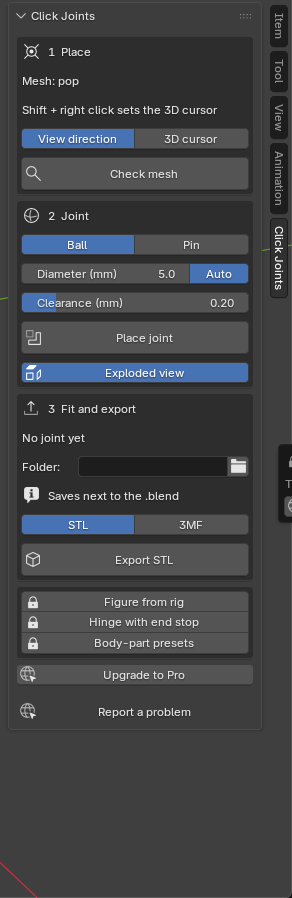 Click Joints
1 Place
Mesh: pop
Shift + right click sets the 3D cursor
View direction
3D cursor
Check mesh
2 Joint
Ball
Pin
Diameter (mm)
5.0
Auto
Clearance (mm)
0.20
Place joint
Exploded view
3 Fit and export
No joint yet
Folder:
Saves next to the .blend
STL
3MF
Export STL
Figure from rig
Hinge with end stop
Body-part presets
Upgrade to Pro
Report a problem
Item
Tool
View
Animation
Click Joints